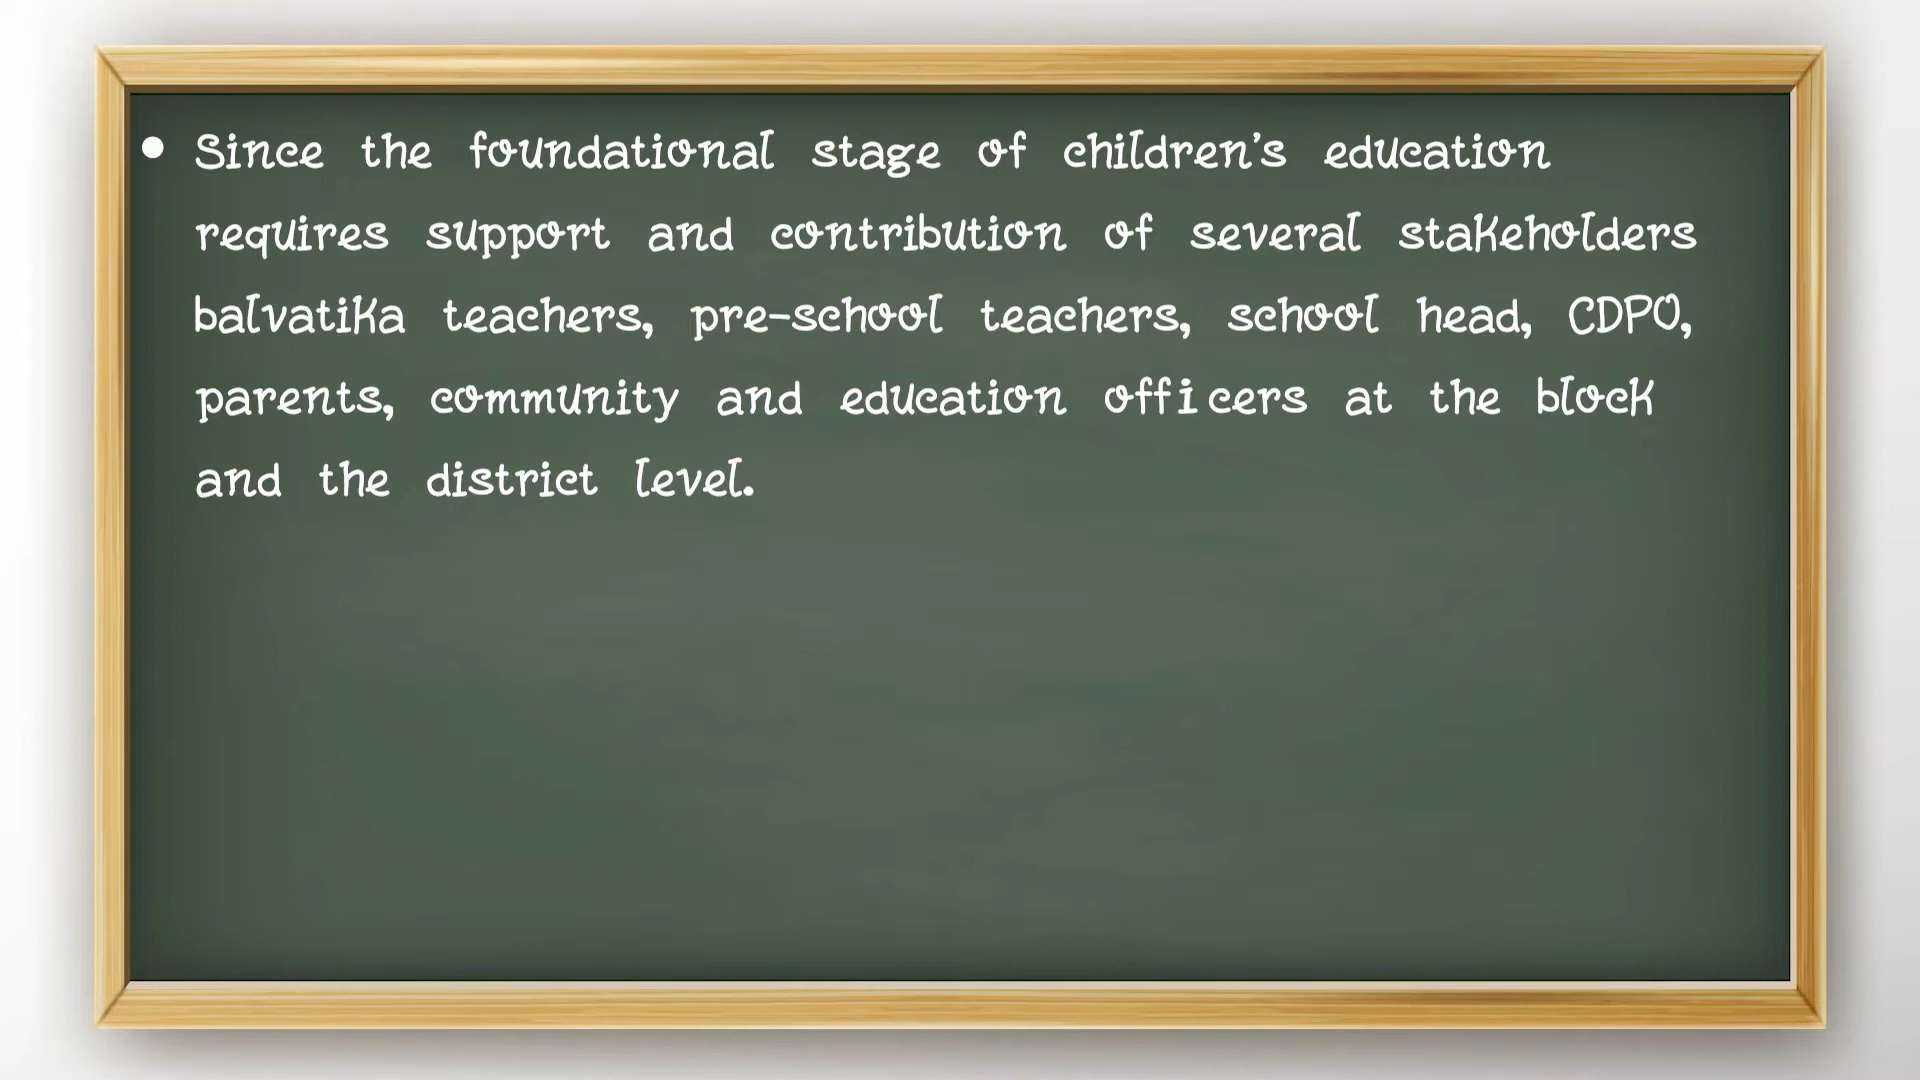 • Since the foundational stage of children's education
requires support and contribution of several stakeholders
balvatika teachers, pre-school teachers, school head, CDPO,
parents, community and education officers at the block
and the district level.